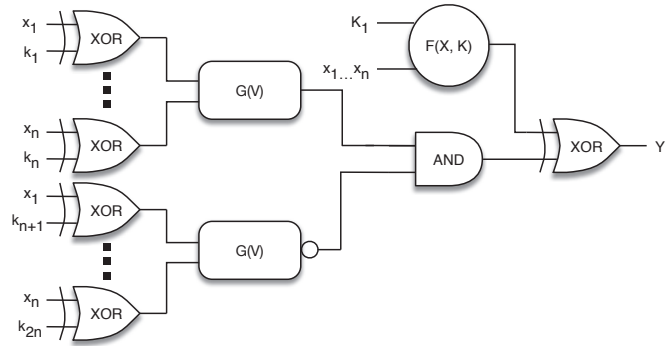 x1
k1
XOR
xn
kn
XOR
G(V)
x1
kn+1
XOR
xn
k2n
XOR
G(V)
K1
x1...xn
F(X, K)
AND
XOR
Y